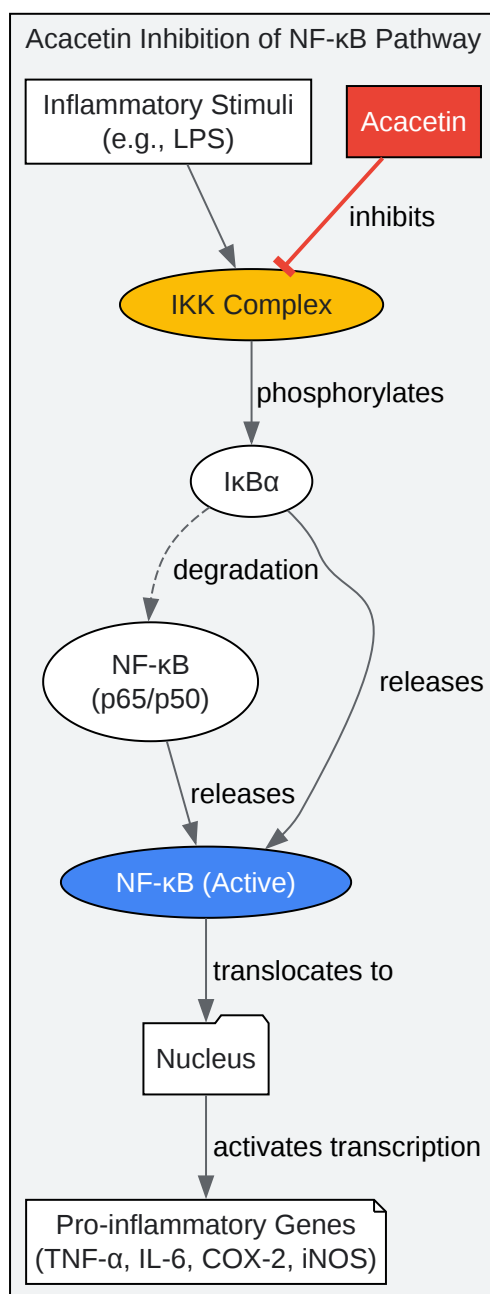 Acacetin Inhibition of NF-κB Pathway
Inflammatory Stimuli
(e.g., LPS)
Acacetin
inhibits
IKK Complex
phosphorylates
IκBα
degradation
NF-κB
(p65/p50)
releases
releases
NF-κB (Active)
translocates to
Nucleus
activates transcription
Pro-inflammatory Genes
(TNF-α, IL-6, COX-2, iNOS)